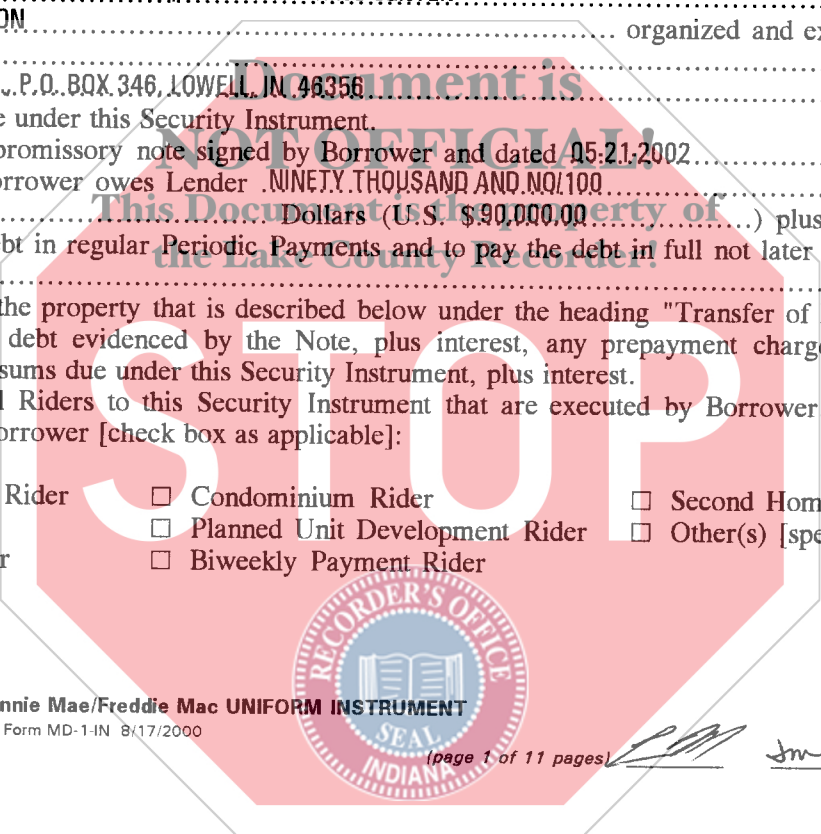 ON.......... organized and ex
P.O. BOX 346, LOWELL, IN 46356
e under this Security Instrument.
promissory note signed by Borrower and dated 05-21-2002
orrower owes Lender NINETY THOUSAND AND NO/100
Dollars (U.S. $ 90,000.00..........) plus
bt in regular Periodic Payments and to pay the debt in full not later
the property that is described below under the heading "Transfer of
debt evidenced by the Note, plus interest, any prepayment charge
sums due under this Security Instrument, plus interest.
l Riders to this Security Instrument that are executed by Borrower
orrower [check box as applicable]:
Rider □ Condominium Rider □ Second Hom
□ Planned Unit Development Rider □ Other(s) [spe
r □ Biweekly Payment Rider
nnie Mae/Freddie Mac UNIFORM INSTRUMENT
Form MD-1-IN 8/17/2000
(page 1 of 11 pages)
Document is
NOT OFFICIAL!
This Document is the property of
the Lake County Recorder!
STOP
RECORDER'S OFFICE
SEAL
INDIANA